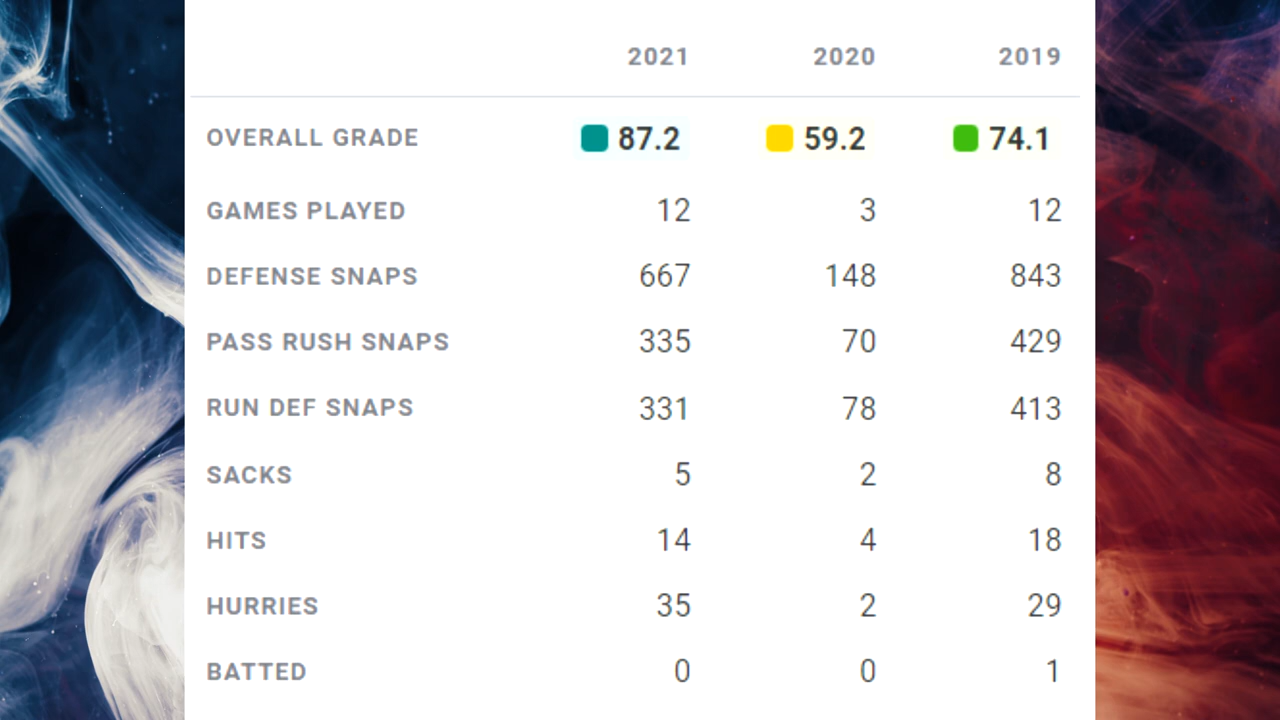 2021 2020 2019
OVERALL GRADE 87.2 59.2 74.1
GAMES PLAYED 12 3 12
DEFENSE SNAPS 667 148 843
PASS RUSH SNAPS 335 70 429
RUN DEF SNAPS 331 78 413
SACKS 5 2 8
HITS 14 4 18
HURRIES 35 2 29
BATTED 0 0 1